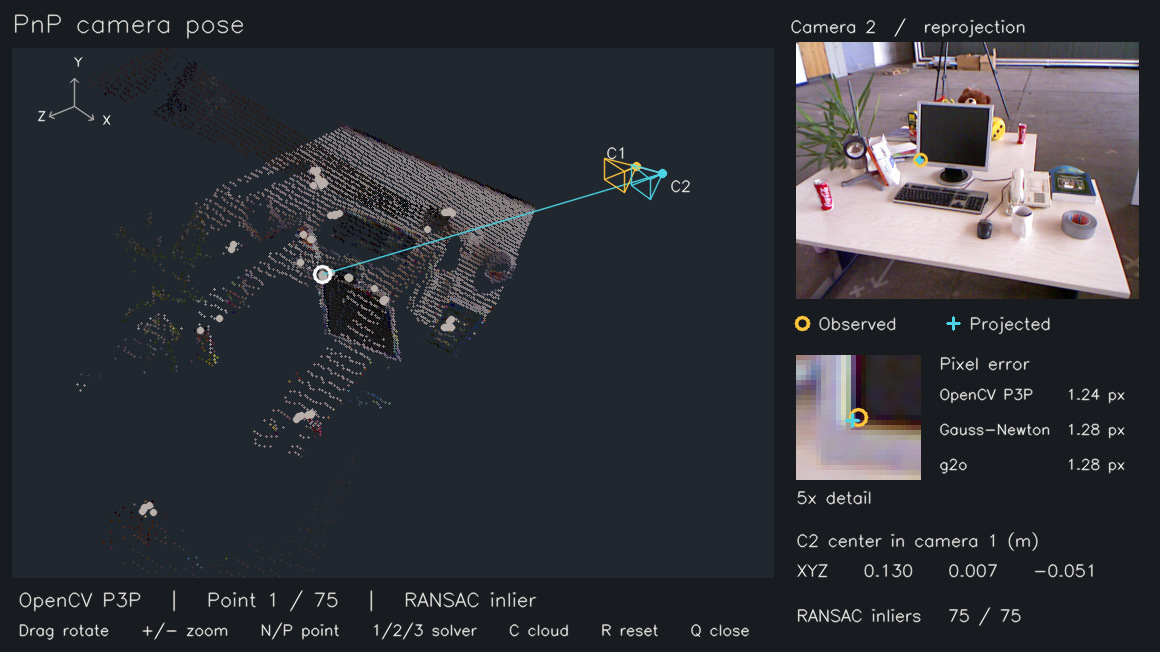 PnP camera pose
Y
Z
X
C1
C2
OpenCV P3P | Point 1 / 75 | RANSAC inlier
Drag rotate +/− zoom N/P point 1/2/3 solver C cloud R reset Q close
Camera 2 / reprojection
Observed Projected
Pixel error
OpenCV P3P 1.24 px
Gauss−Newton 1.28 px
g2o 1.28 px
5x detail
C2 center in camera 1 (m)
XYZ 0.130 0.007 −0.051
RANSAC inliers 75 / 75